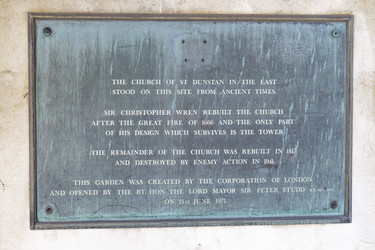 THE CHURCH OF ST DUNSTAN IN THE EAST
STOOD ON THIS SITE FROM ANCIENT TIMES.
SIR CHRISTOPHER WREN REBUILT THE CHURCH
AFTER THE GREAT FIRE OF 1666 AND THE ONLY PART
OF HIS DESIGN WHICH SURVIVES IS THE TOWER
THE REMAINDER OF THE CHURCH WAS REBUILT IN 1817
AND DESTROYED BY ENEMY ACTION IN 1941.
THIS GARDEN WAS CREATED BY THE CORPORATION OF LONDON
AND OPENED BY THE RT. HON. THE LORD MAYOR SIR PETER STUDD
ON 21st JUNE 1971.